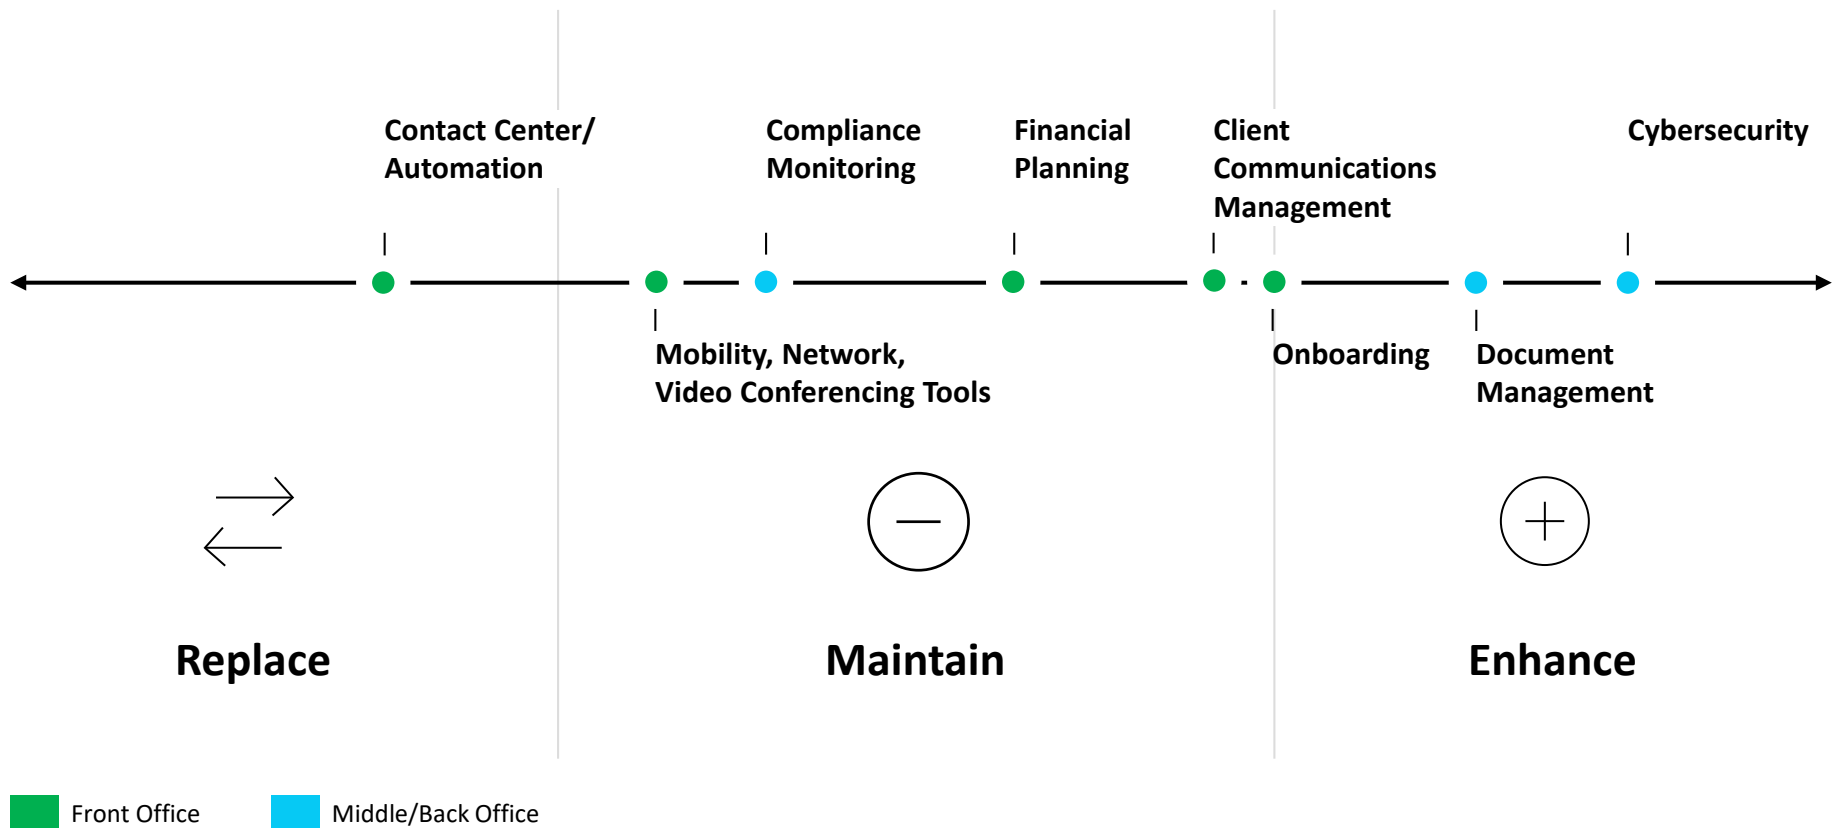 Contact Center/
Automation
Compliance
Monitoring
Financial
Planning
Client
Communications
Management
Cybersecurity
Mobility, Network,
Video Conferencing Tools
Onboarding
Document
Management
Replace
Maintain
Enhance
Front Office
Middle/Back Office